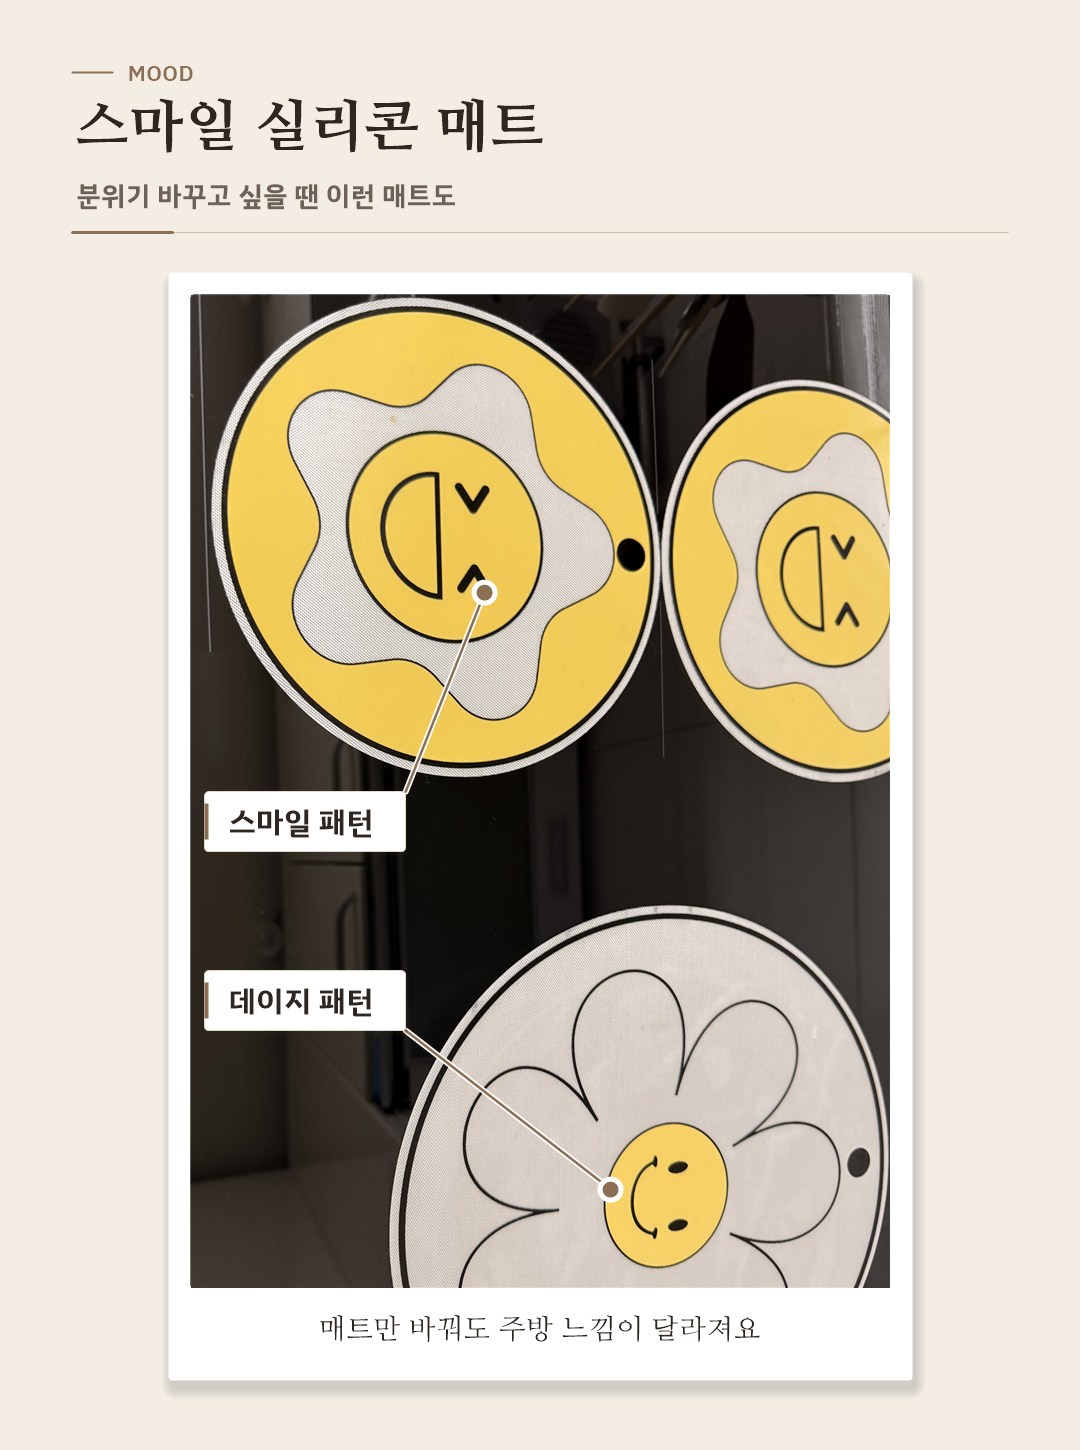 MOOD
스마일 실리콘 매트
분위기 바꾸고 싶을 땐 이런 매트도
스마일 패턴
데이지 패턴
매트만 바꿔도 주방 느낌이 달라져요